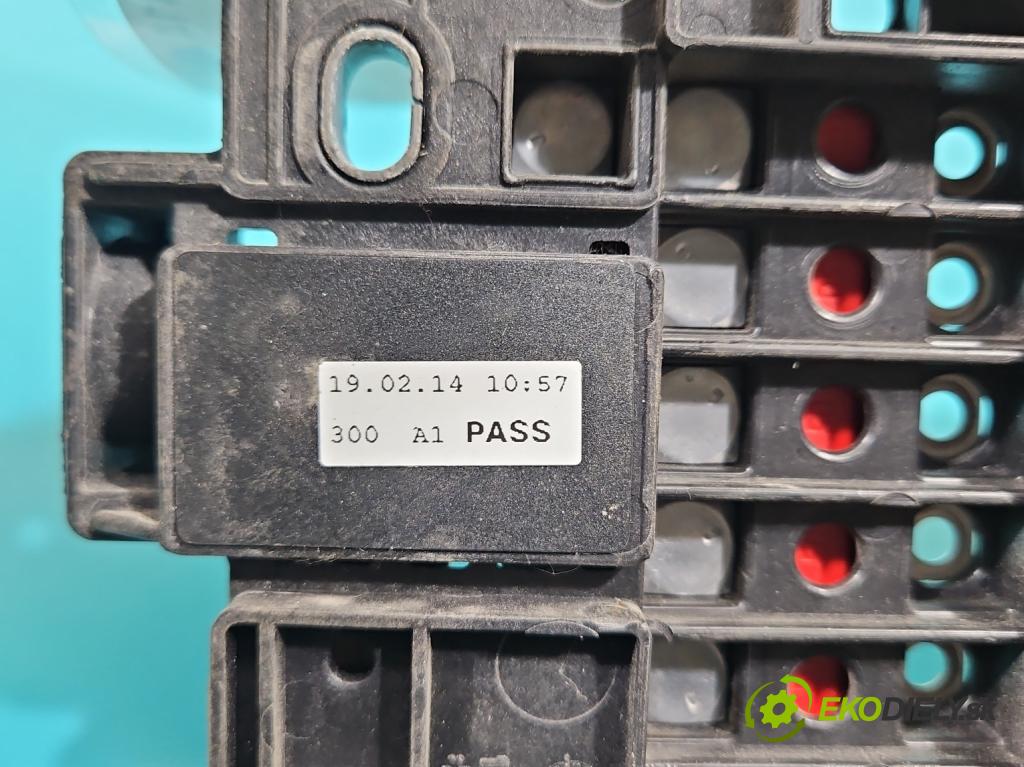 19.02.14 10:57
300 A1 PASS
EKODIELY.sk